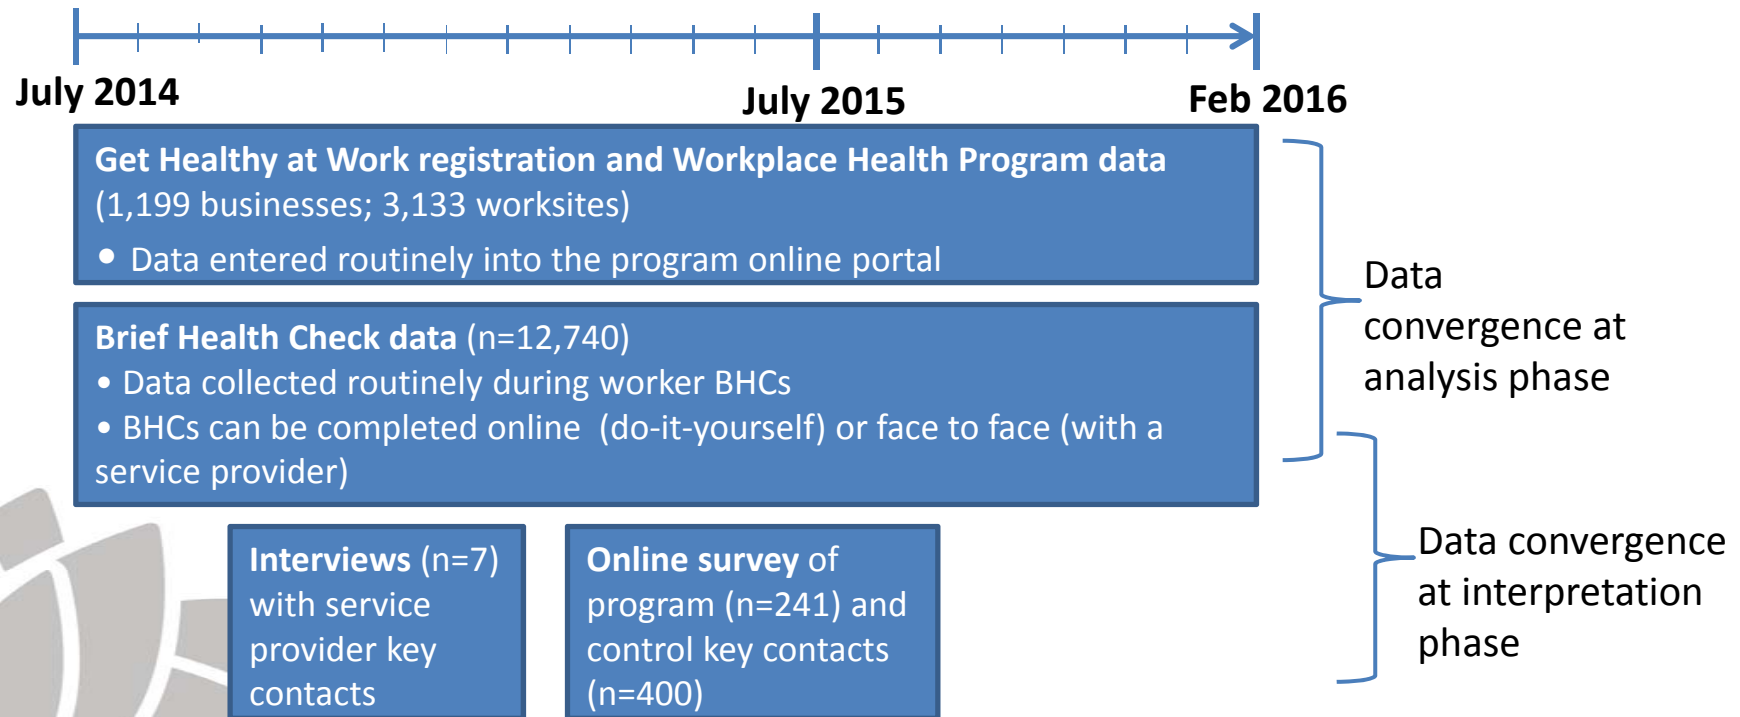 July 2014
July 2015
Feb 2016
Get Healthy at Work registration and Workplace Health Program data
(1,199 businesses; 3,133 worksites)
• Data entered routinely into the program online portal
Brief Health Check data (n=12,740)
• Data collected routinely during worker BHCs
• BHCs can be completed online (do-it-yourself) or face to face (with a
service provider)
Data
convergence at
analysis phase
Interviews (n=7)
with service
provider key
contacts
Online survey of
program (n=241) and
control key contacts
(n=400)
Data convergence
at interpretation
phase